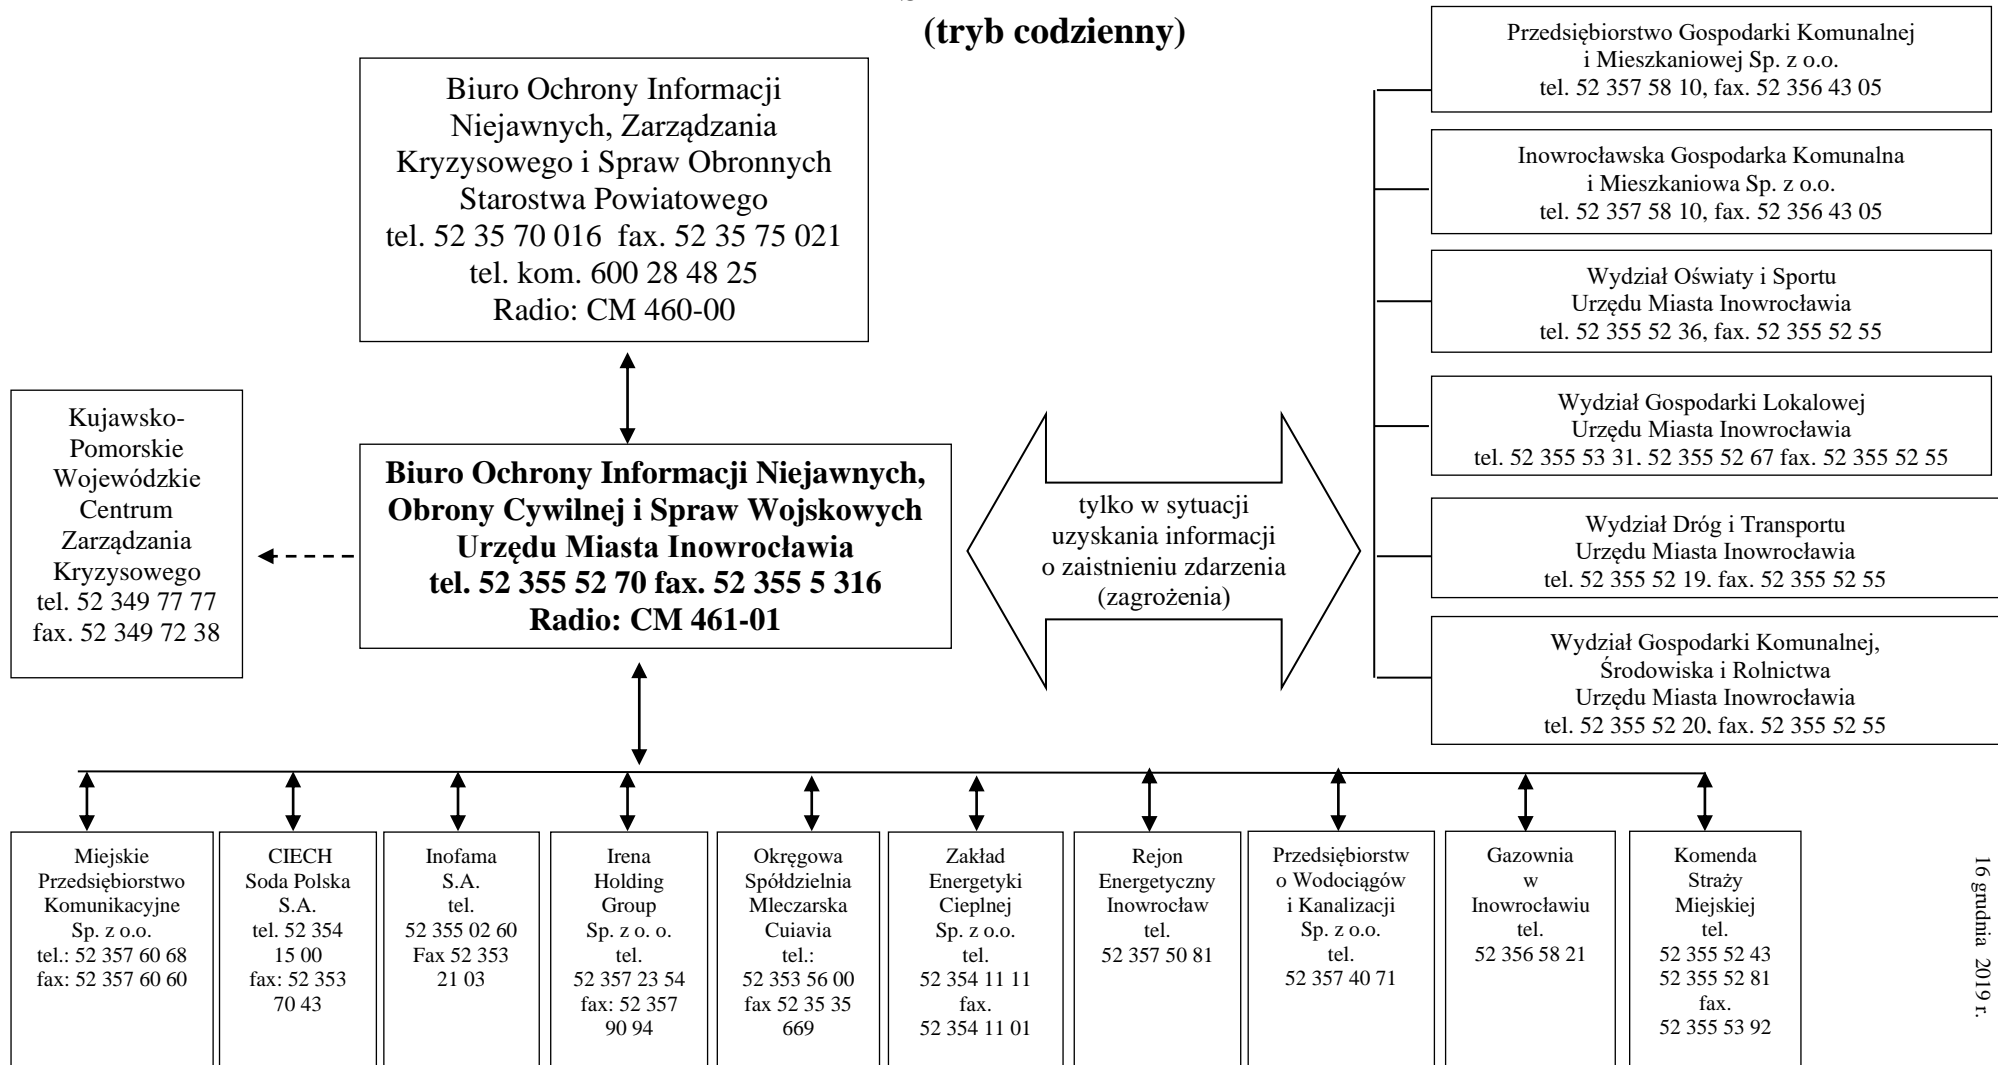 (tryb codzienny)
Biuro Ochrony Informacji
Niejawnych, Zarządzania
Kryzysowego i Spraw Obronnych
Starostwa Powiatowego
tel. 52 35 70 016 fax. 52 35 75 021
tel. kom. 600 28 48 25
Radio: CM 460-00
Kujawsko-
Pomorskie
Wojewódzkie
Centrum
Zarządzania
Kryzysowego
tel. 52 349 77 77
fax. 52 349 72 38
Biuro Ochrony Informacji Niejawnych,
Obrony Cywilnej i Spraw Wojskowych
Urzędu Miasta Inowrocławia
tel. 52 355 52 70 fax. 52 355 5 316
Radio: CM 461-01
tylko w sytuacji
uzyskania informacji
o zaistnieniu zdarzenia
(zagrożenia)
Przedsiębiorstwo Gospodarki Komunalnej
i Mieszkaniowej Sp. z o.o.
tel. 52 357 58 10, fax. 52 356 43 05
Inowrocławska Gospodarka Komunalna
i Mieszkaniowa Sp. z o.o.
tel. 52 357 58 10, fax. 52 356 43 05
Wydział Oświaty i Sportu
Urzędu Miasta Inowrocławia
tel. 52 355 52 36, fax. 52 355 52 55
Wydział Gospodarki Lokalowej
Urzędu Miasta Inowrocławia
tel. 52 355 53 31, 52 355 52 67 fax. 52 355 52 55
Wydział Dróg i Transportu
Urzędu Miasta Inowrocławia
tel. 52 355 52 19, fax. 52 355 52 55
Wydział Gospodarki Komunalnej,
Środowiska i Rolnictwa
Urzędu Miasta Inowrocławia
tel. 52 355 52 20, fax. 52 355 52 55
Miejskie
Przedsiębiorstwo
Komunikacyjne
Sp. z o.o.
tel.: 52 357 60 68
fax: 52 357 60 60
CIECH
Soda Polska
S.A.
tel. 52 354
15 00
fax: 52 353
70 43
Inofama
S.A.
tel.
52 355 02 60
Fax 52 353
21 03
Irena
Holding
Group
Sp. z o. o.
tel.
52 357 23 54
fax: 52 357
90 94
Okręgowa
Spółdzielnia
Mleczarska
Cuiavia
tel.:
52 353 56 00
fax 52 35 35
669
Zakład
Energetyki
Cieplnej
Sp. z o.o.
tel.
52 354 11 11
fax.
52 354 11 01
Rejon
Energetyczny
Inowrocław
tel.
52 357 50 81
Przedsiębiorstw
o Wodociągów
i Kanalizacji
Sp. z o.o.
tel.
52 357 40 71
Gazownia
w
Inowrocławiu
tel.
52 356 58 21
Komenda
Straży
Miejskiej
tel.
52 355 52 43
52 355 52 81
fax.
52 355 53 92
16 grudnia 2019 r.